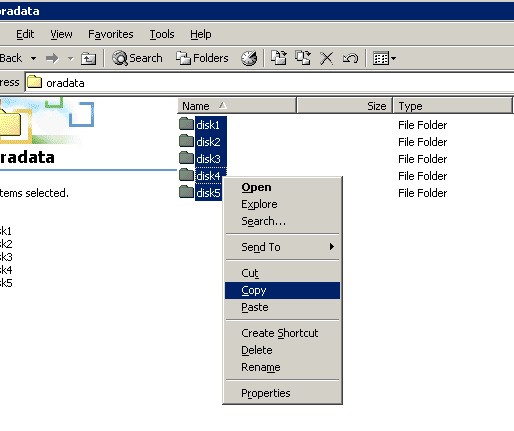 oradata
Edit View Favorites Tools Help
Back Search Folders
ress oradata
Name Size Type
disk1 File Folder
disk2 File Folder
disk3 File Folder
disk4 File Folder
disk5 File Folder
radata
tems selected.
sk1
sk2
sk3
sk4
sk5
Open
Explore
Search...
Send To
Cut
Copy
Paste
Create Shortcut
Delete
Rename
Properties